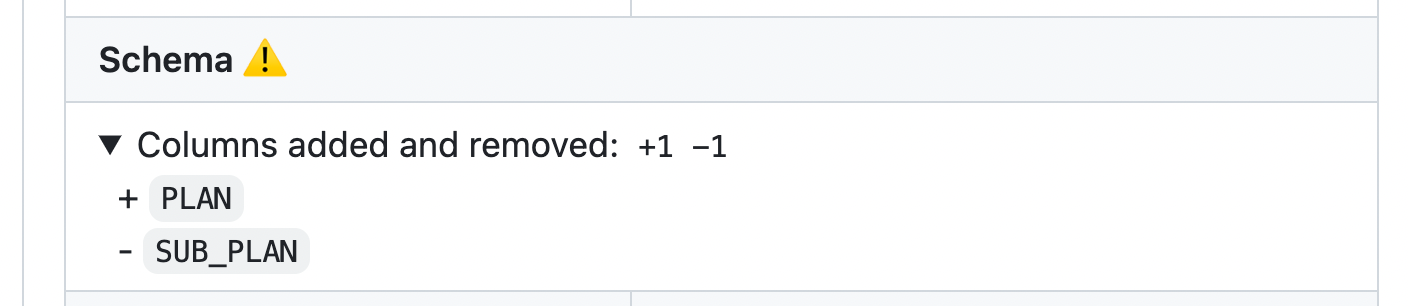 Schema ⚠️
▼ Columns added and removed: +1 −1
+ PLAN
- SUB_PLAN